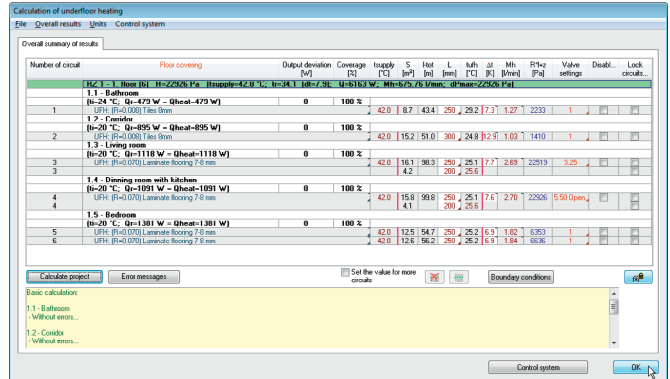 Calculation of underfloor heating
File Overall results Units Control system
Overall summary of results
Number of circuit Floor covering Output deviation [W] Coverage [%] tsupply [°C] S [m²] l-tot [m] L [mm] tufh [°C] Δt [K] Mh [l/min] R*l+z [Pa] Valve settings Disabl... Lock circuits...
RZ 1 - 1. floor [6] H=22926 Pa
1.1 - Bathroom
(ti=24 °C; Qr=479 W - Qheat=479 W) 0 100 %
1 UFH: (R=0.008) Tiles 8mm 42.0 8.7 43.4 250 29.2 7.3 1.27 2233 1
1.2 - Corridor
(ti=20 °C; Qr=895 W - Qheat=895 W) 0 100 %
2 UFH: (R=0.008) Tiles 8mm 42.0 15.2 51.0 300 24.8 12.9 1.03 1410 1
1.3 - Living room
(ti=20 °C; Qr=1118 W = Qheat=1118 W) 0 100 %
3 UFH: (R=0.070) Laminate flooring 7-8 mm 42.0 16.1 98.3 250 25.1 7.7 2.69 22519 3.25
3 4.2 200 25.6
1.4 - Dinning room with kitchen
(ti=20 °C; Qr=1091 W = Qheat=1091 W) 0 100 %
4 UFH: (R=0.070) Laminate flooring 7-8 mm 42.0 15.8 99.8 250 25.1 7.6 2.70 22926 5.50 Open
4 4.1 200 25.6
1.5 - Bedroom
(ti=20 °C; Qr=1381 W = Qheat=1381 W) 0 100 %
5 UFH: (R=0.070) Laminate flooring 7-8 mm 42.0 12.5 54.7 250 25.2 6.9 1.82 6353 1
6 UFH: (R=0.070) Laminate flooring 7-8 mm 42.0 12.6 56.2 250 25.2 6.9 1.84 6636 1
Calculate project Error messages Set the value for more circuits Boundary conditions
Basic calculation:
1.1 - Bathroom
- Without errors...
1.2 - Corridor
- Without errors...
Control system OK